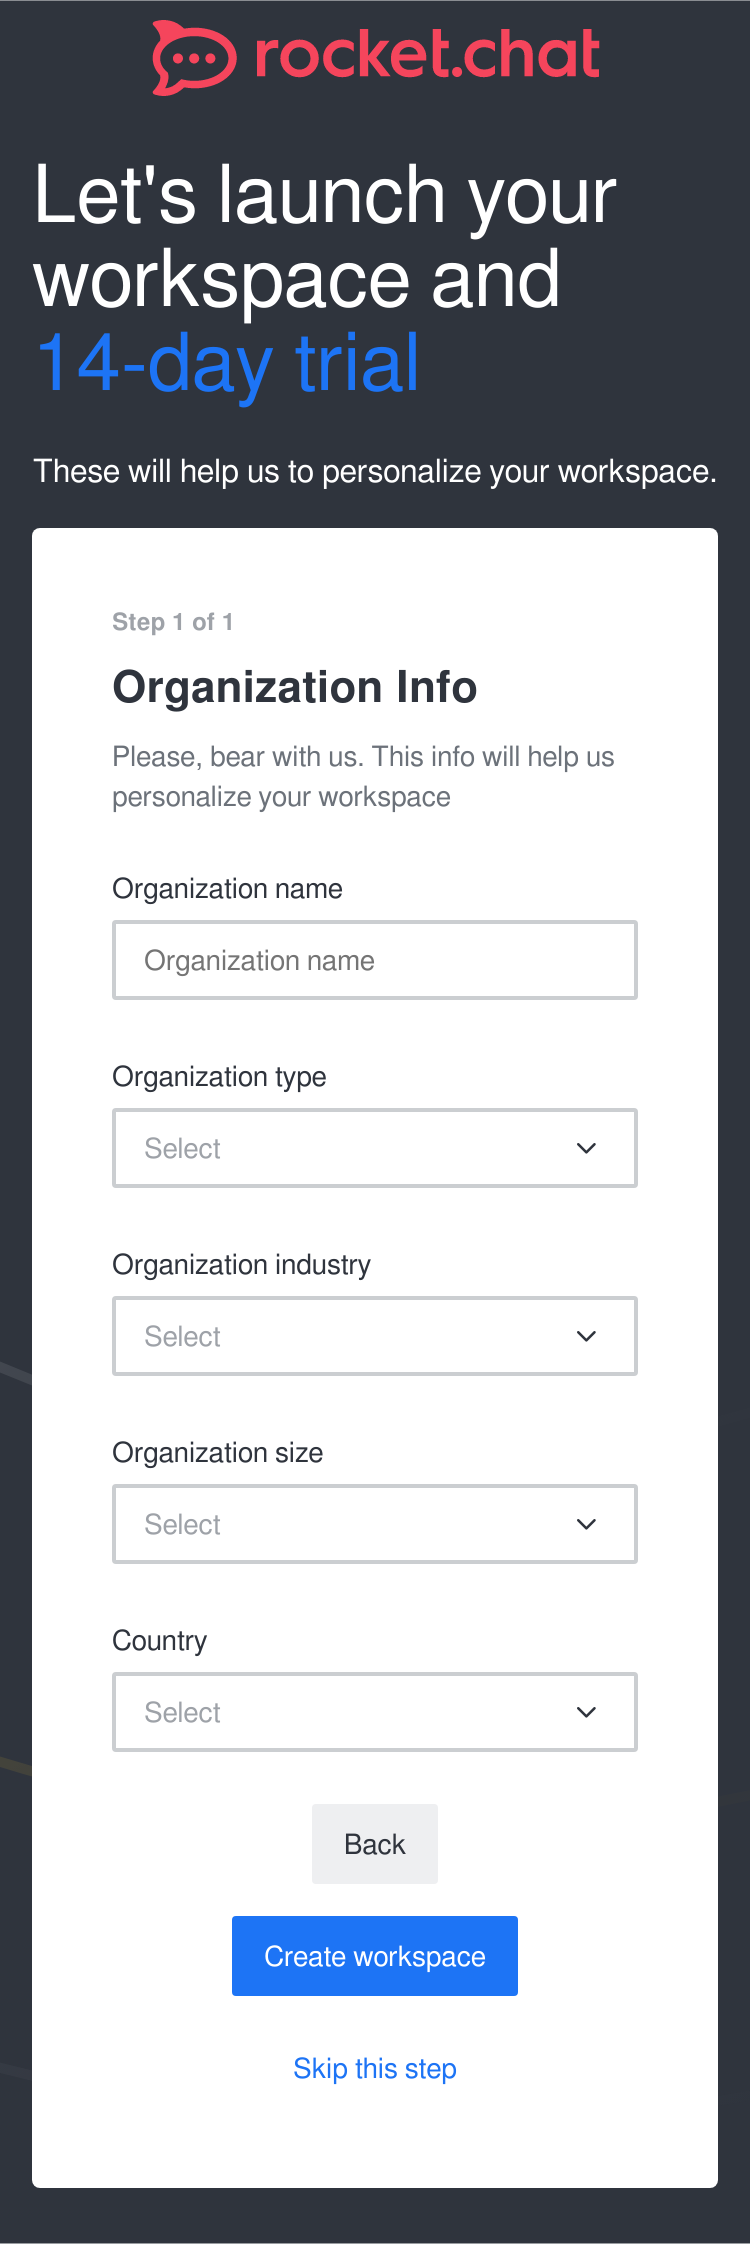 rocket.chat
Let's launch your
workspace and
14-day trial
These will help us to personalize your workspace.
Step 1 of 1
Organization Info
Please, bear with us. This info will help us
personalize your workspace
Organization name
Organization name
Organization type
Select
Organization industry
Select
Organization size
Select
Country
Select
Back
Create workspace
Skip this step